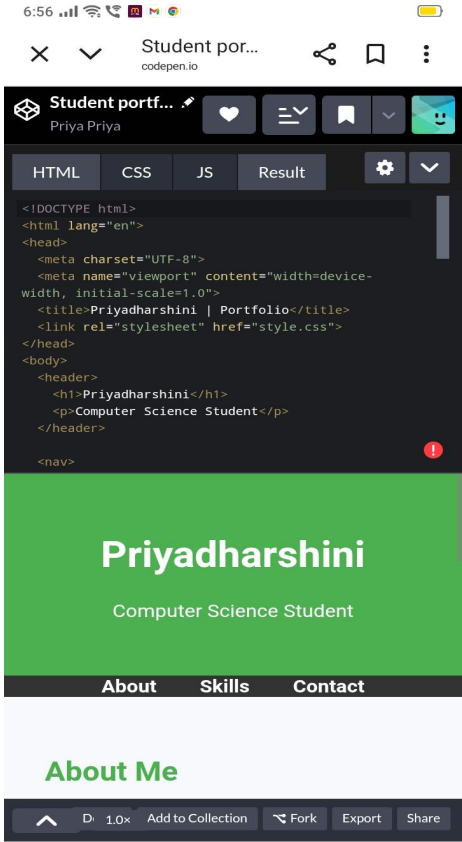 6:56
Student por...
codepen.io
Student portf...
Priya Priya
HTML CSS JS Result
<!DOCTYPE html>
<html lang="en">
<head>
<meta charset="UTF-8">
<meta name="viewport" content="width=device-
width, initial-scale=1.0">
<title>Priyadharshini | Portfolio</title>
<link rel="stylesheet" href="style.css">
</head>
<body>
<header>
<h1>Priyadharshini</h1>
<p>Computer Science Student</p>
</header>
<nav>
Priyadharshini
Computer Science Student
About Skills Contact
About Me
1.0× Add to Collection Fork Export Share